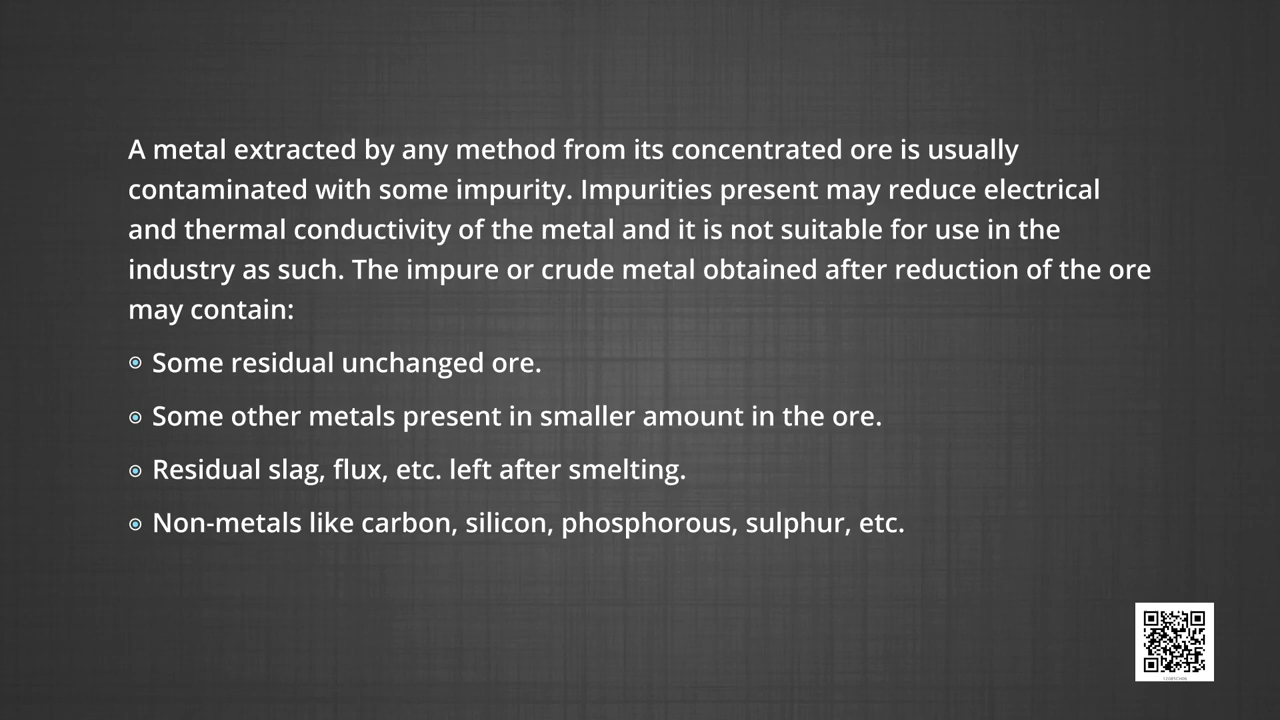 A metal extracted by any method from its concentrated ore is usually
contaminated with some impurity. Impurities present may reduce electrical
and thermal conductivity of the metal and it is not suitable for use in the
industry as such. The impure or crude metal obtained after reduction of the ore
may contain:
Some residual unchanged ore.
Some other metals present in smaller amount in the ore.
Residual slag, flux, etc. left after smelting.
Non-metals like carbon, silicon, phosphorous, sulphur, etc.